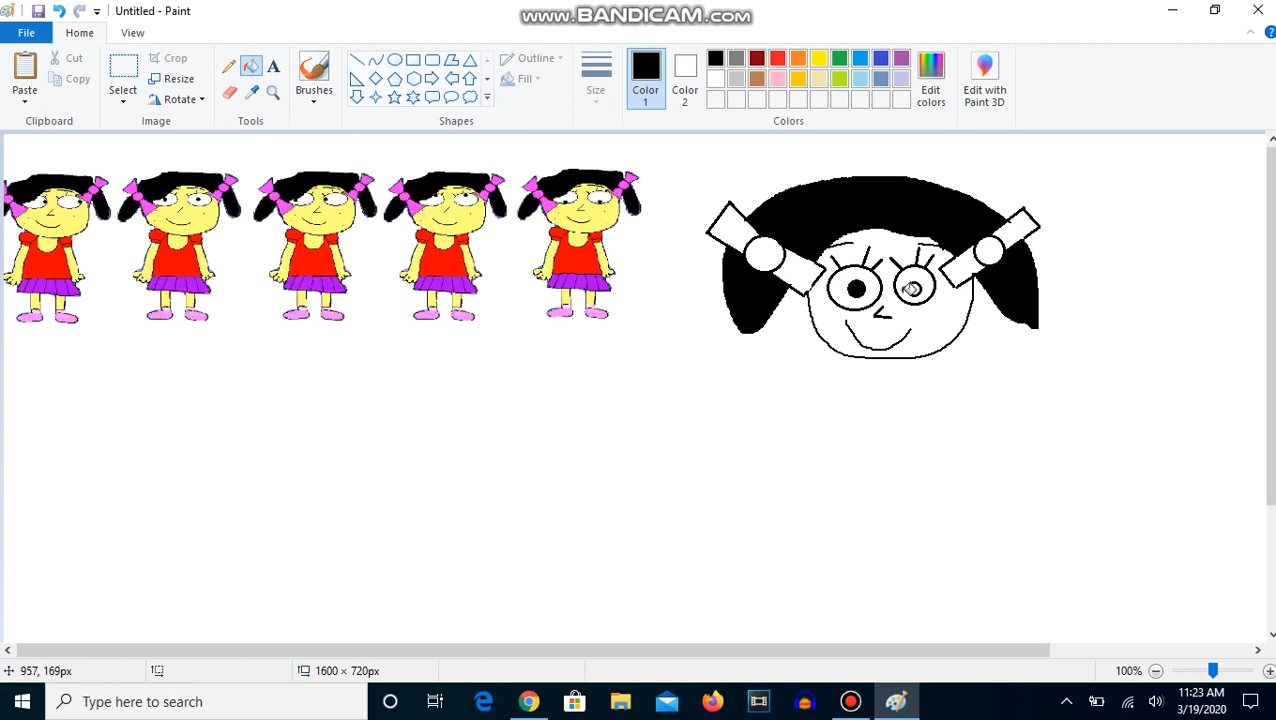 Untitled - Paint
www.BANDICAM.com
File
Home
View
Paste
Cut
Copy
Clipboard
Select
Crop
Resize
Rotate
Image
Tools
Brushes
Shapes
Outline
Fill
Size
Color 1
Color 2
Colors
Edit colors
Edit with Paint 3D
957, 169px
1600 × 720px
100%
Type here to search
11:23 AM
3/19/2020